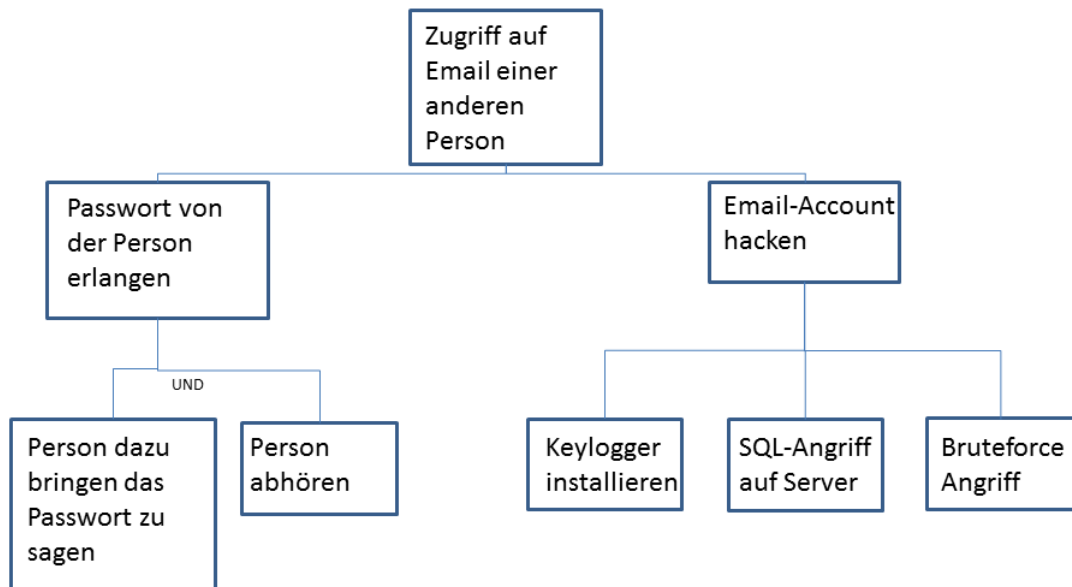 Zugriff auf
Email einer
anderen
Person
Passwort von
der Person
erlangen
Email-Account
hacken
UND
Person dazu
bringen das
Passwort zu
sagen
Person
abhören
Keylogger
installieren
SQL-Angriff
auf Server
Bruteforce
Angriff